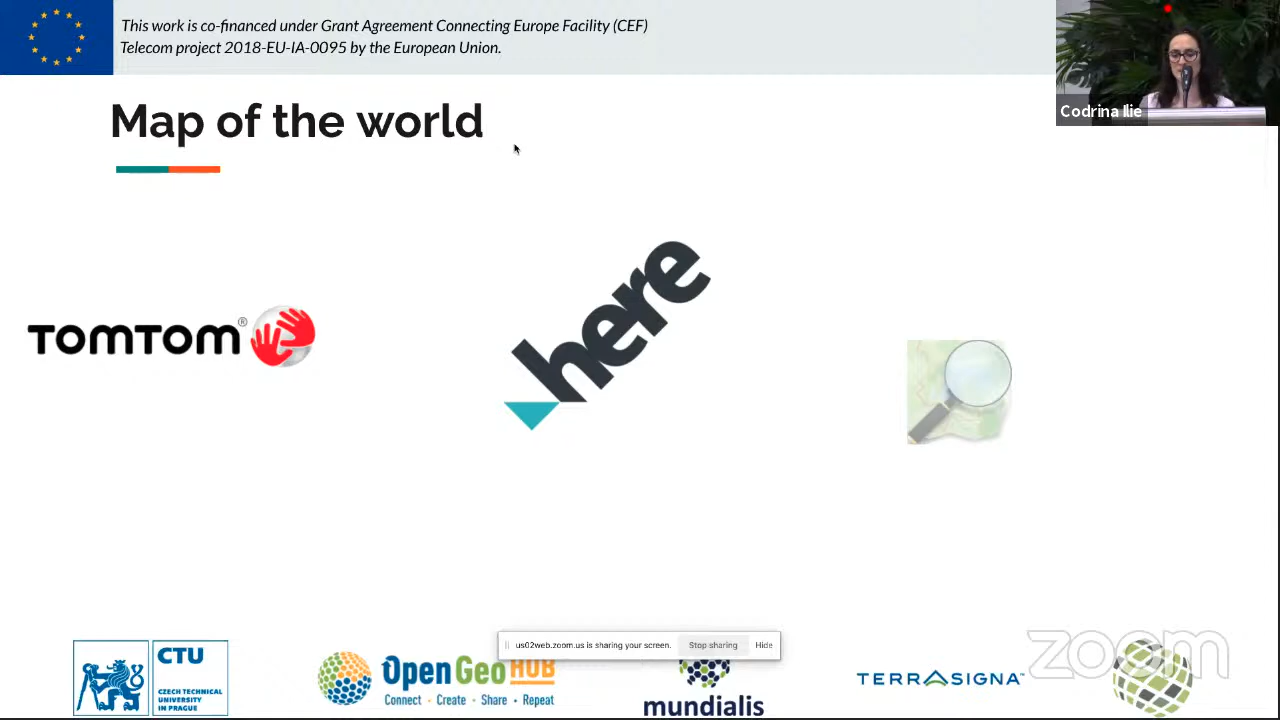 This work is co-financed under Grant Agreement Connecting Europe Facility (CEF)
Telecom project 2018-EU-IA-0095 by the European Union.
Codrina Ilie
Map of the world
TOMTOM®
here
us02web.zoom.us is sharing your screen. Stop sharing Hide
CTU
CZECH TECHNICAL
UNIVERSITY
IN PRAGUE
OpenGeoHUB
Connect · Create · Share · Repeat
mundialis
TERRASIGNA™
zoom